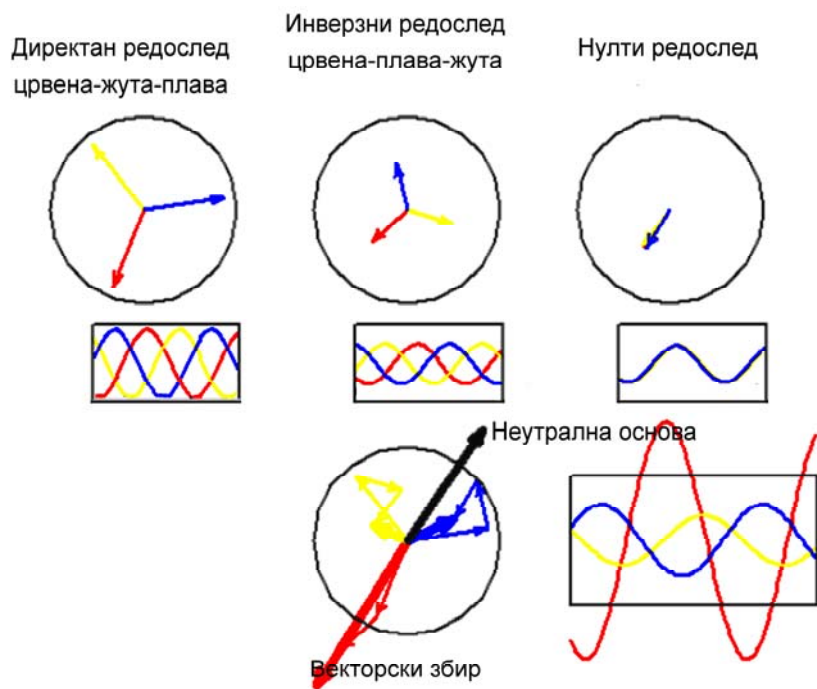 Директан редослед
црвена-жута-плава
Инверзни редослед
црвена-плава-жута
Нулти редослед
Неутрална основа
Векторски збир